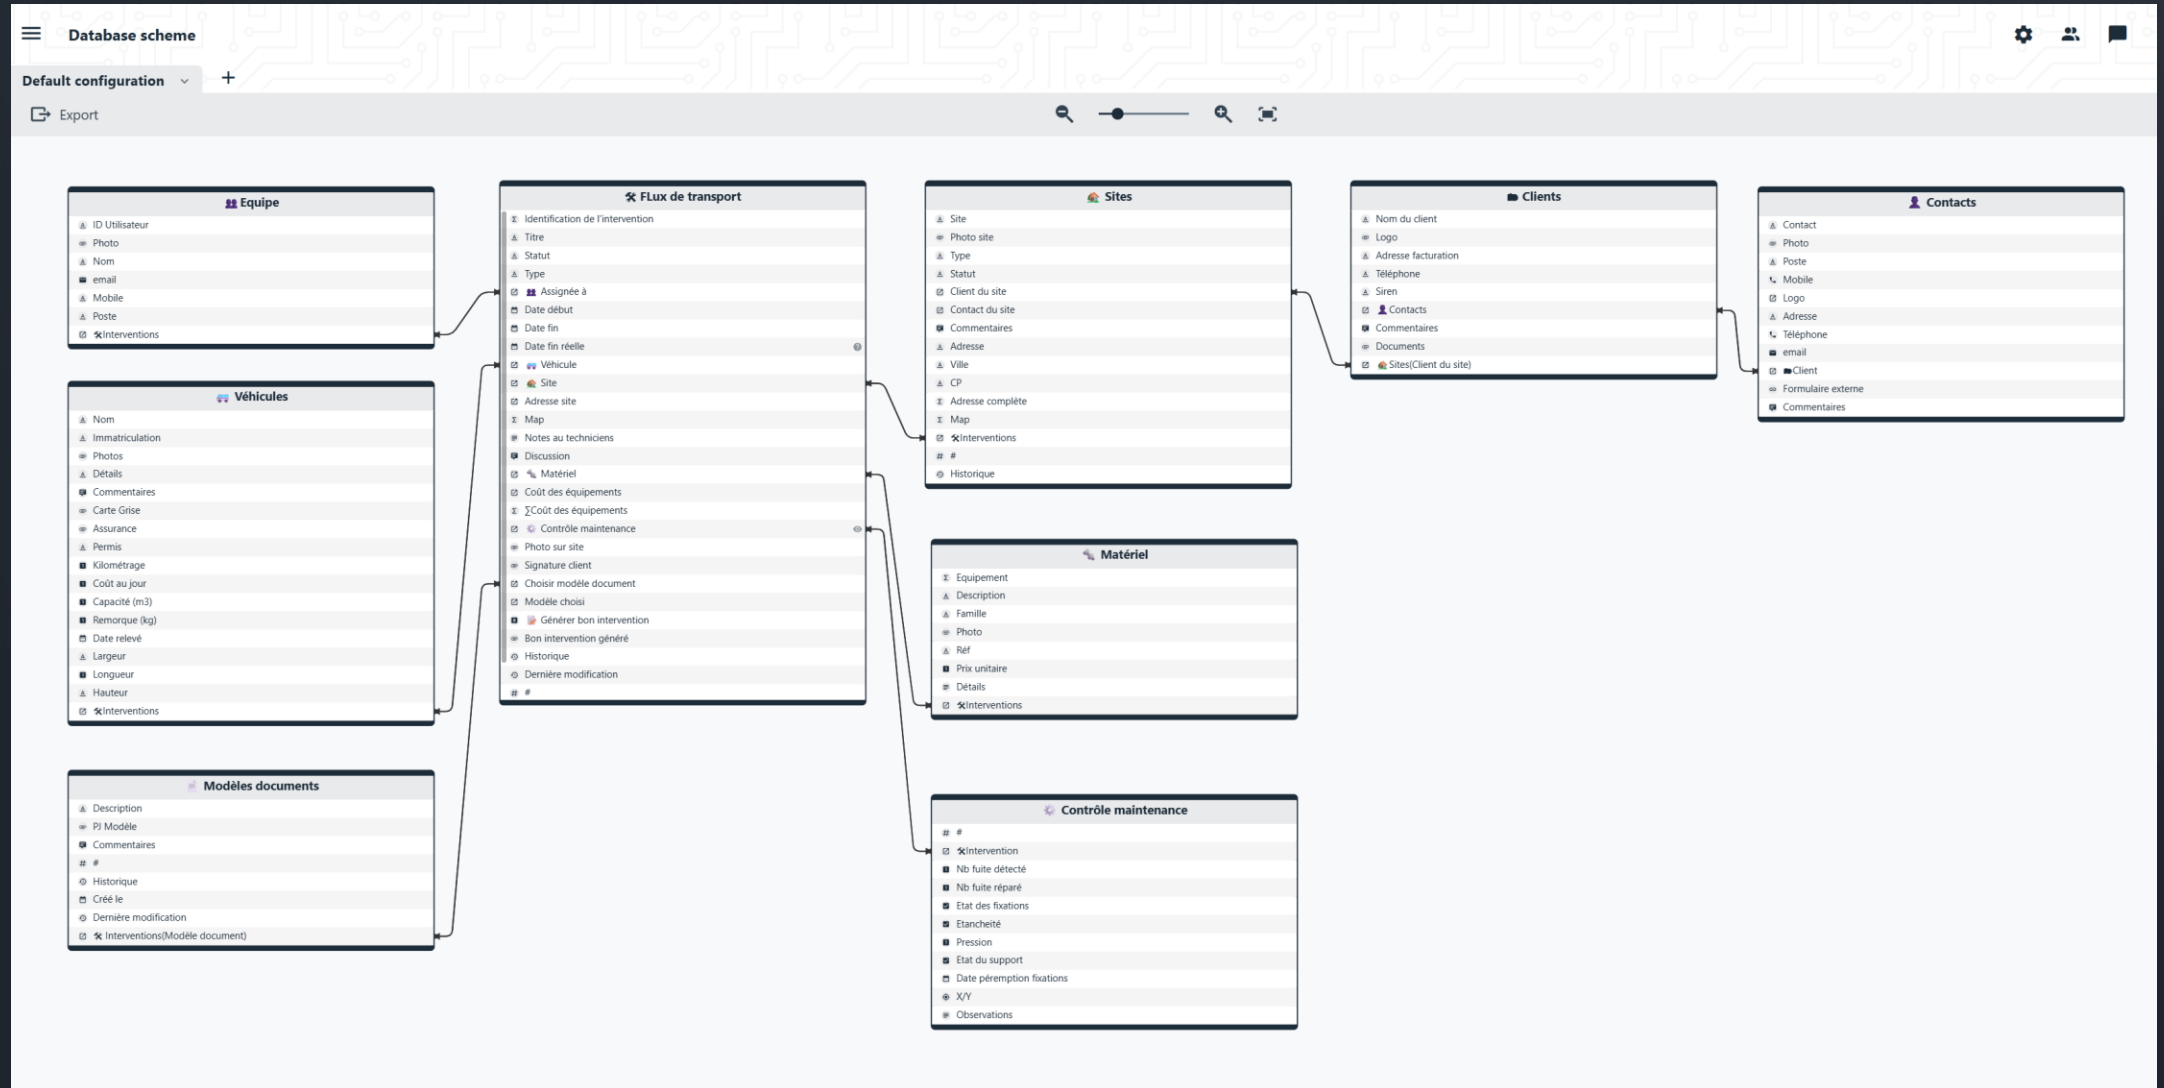 Database scheme
Default configuration
Export
Equipe
ID Utilisateur
Photo
Nom
email
Mobile
Poste
Interventions
Véhicules
Nom
Immatriculation
Photos
Détails
Commentaires
Carte Grise
Assurance
Permis
Kilométrage
Coût au jour
Capacité (m3)
Remorque (kg)
Date relevé
Largeur
Longueur
Hauteur
Interventions
Modèles documents
Description
PJ Modèle
Commentaires
#
Historique
Créé le
Dernière modification
Interventions(Modèle document)
FLux de transport
Identification de l'intervention
Titre
Statut
Type
Assignée à
Date début
Date fin
Date fin réelle
Véhicule
Site
Adresse site
Map
Notes au techniciens
Discussion
Matériel
Coût des équipements
∑Coût des équipements
Contrôle maintenance
Photo sur site
Signature client
Choisir modèle document
Modèle choisi
Générer bon intervention
Bon intervention généré
Historique
Dernière modification
#
Sites
Site
Photo site
Type
Statut
Client du site
Contact du site
Commentaires
Adresse
Ville
CP
Adresse complète
Map
Interventions
#
Historique
Matériel
Equipement
Description
Famille
Photo
Réf
Prix unitaire
Détails
Interventions
Contrôle maintenance
#
Intervention
Nb fuite détecté
Nb fuite réparé
Etat des fixations
Etancheité
Pression
Etat du support
Date péremption fixations
X/Y
Observations
Clients
Nom du client
Logo
Adresse facturation
Téléphone
Siren
Contacts
Commentaires
Documents
Sites(Client du site)
Contacts
Contact
Photo
Poste
Mobile
Logo
Adresse
Téléphone
email
Client
Formulaire externe
Commentaires